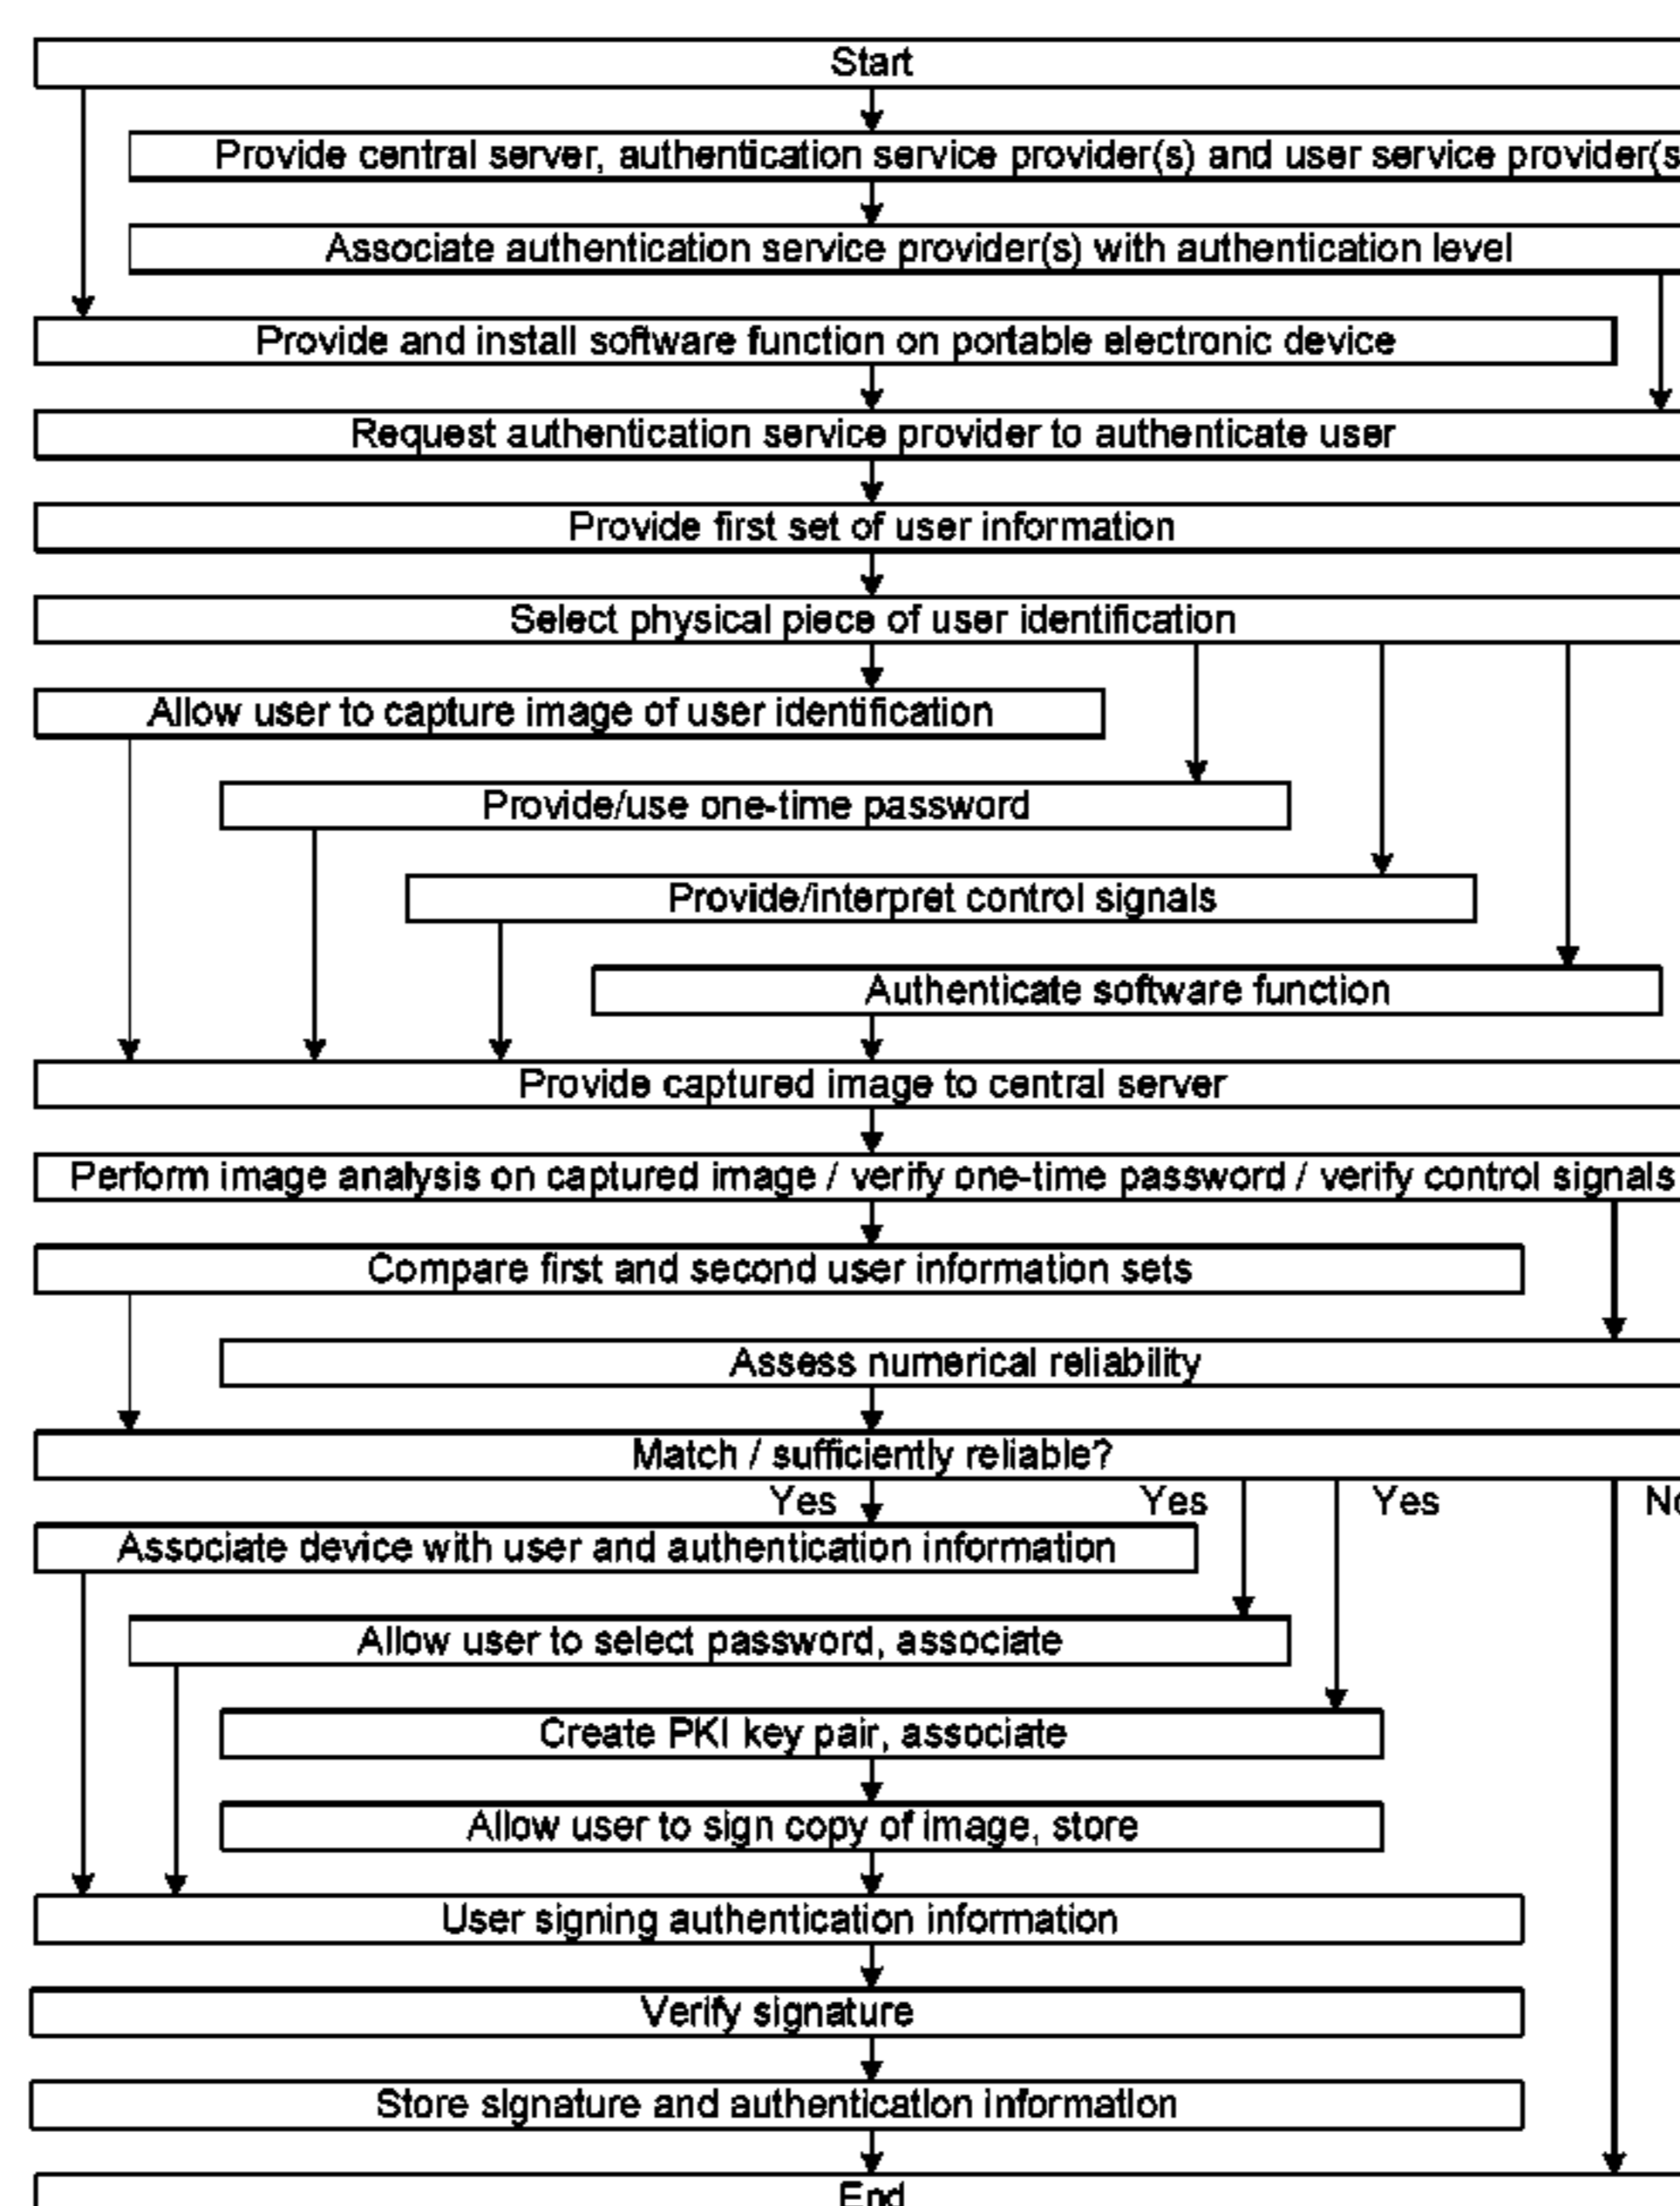 Start
Provide central server, authentication service provider(s) and user service provider(s
Associate authentication service provider(s) with authentication level
Provide and install software function on portable electronic device
Request authentication service provider to authenticate user
Provide first set of user information
Select physical piece of user identification
Allow user to capture image of user identification
Provide/use one-time password
Provide/interpret control signals
Authenticate software function
Provide captured image to central server
Perform image analysis on captured image / verify one-time password / verify control signals
Compare first and second user information sets
Assess numerical reliability
Match / sufficiently reliable?
Yes Yes Yes No
Associate device with user and authentication information
Allow user to select password, associate
Create PKI key pair, associate
Allow user to sign copy of image, store
User signing authentication information
Verify signature
Store signature and authentication information
End